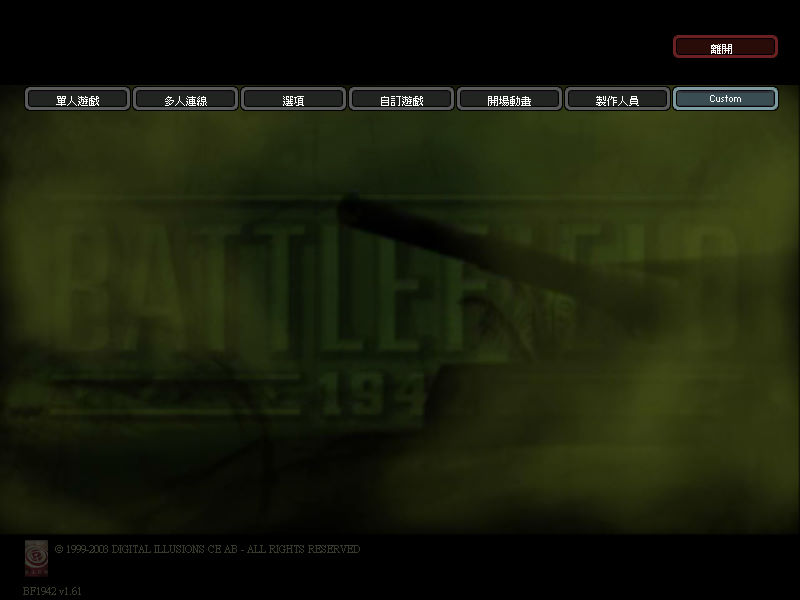 離開
單人遊戲
多人連線
選項
自訂遊戲
開場動畫
製作人員
Custom
BATTLEFIELD
194
© 1999-2003 DIGITAL ILLUSIONS CE AB - ALL RIGHTS RESERVED
BF1942 v1.61